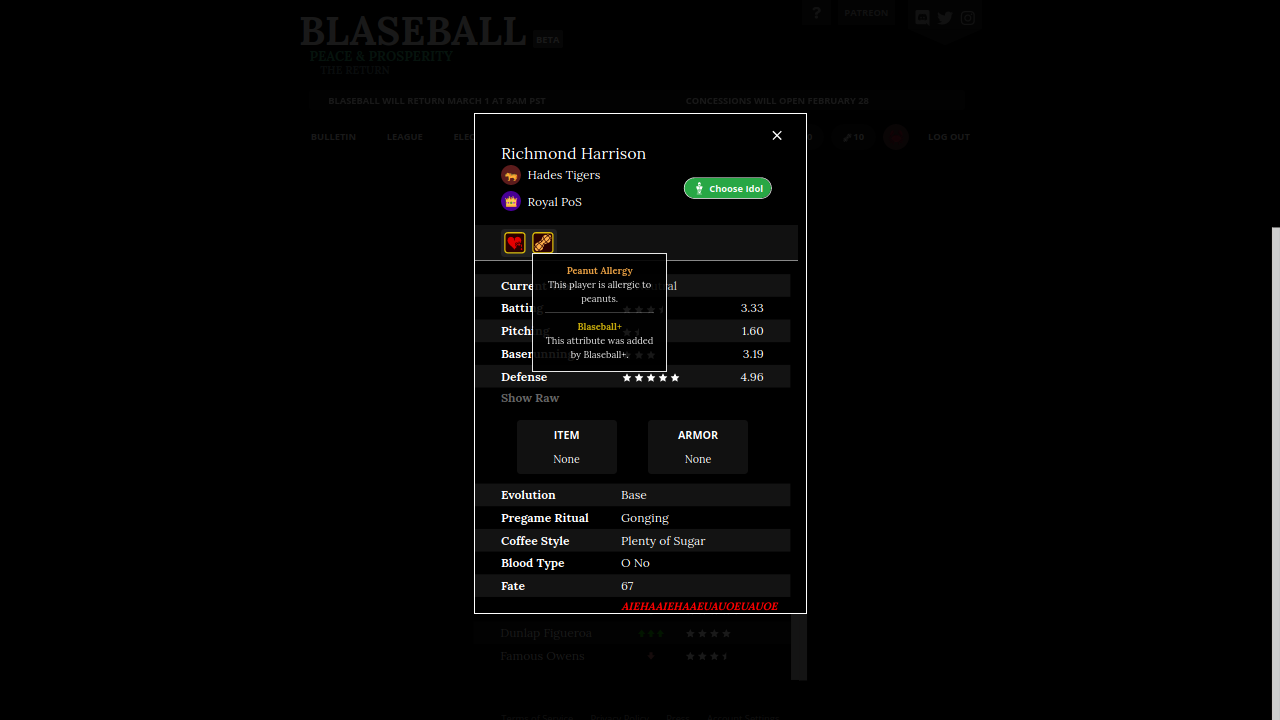 BLASEBALL
BETA
?
PATREON
PEACE & PROSPERITY
THE RETURN
BLASEBALL WILL RETURN MARCH 1 AT 8AM PST
CONCESSIONS WILL OPEN FEBRUARY 28
BULLETIN
LEAGUE
10
LOG OUT
Richmond Harrison
Hades Tigers
Choose Idol
Royal PoS
Peanut Allergy
This player is allergic to
peanuts.
Blaseball+
This attribute was added
by Blaseball+.
Batting
3.33
Pitching
1.60
Baserunning
3.19
Defense
4.96
Show Raw
ITEM
ARMOR
None
None
Evolution
Base
Pregame Ritual
Gonging
Coffee Style
Plenty of Sugar
Blood Type
O No
Fate
67
AIEHAAIEHAAEUAUOEUAUOE
Dunlap Figueroa
Famous Owens